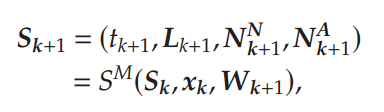 S_{k+1} = (t_{k+1}, L_{k+1}, N^N_{k+1}, N^A_{k+1})
= S^M(S_k, x_k, W_{k+1}),